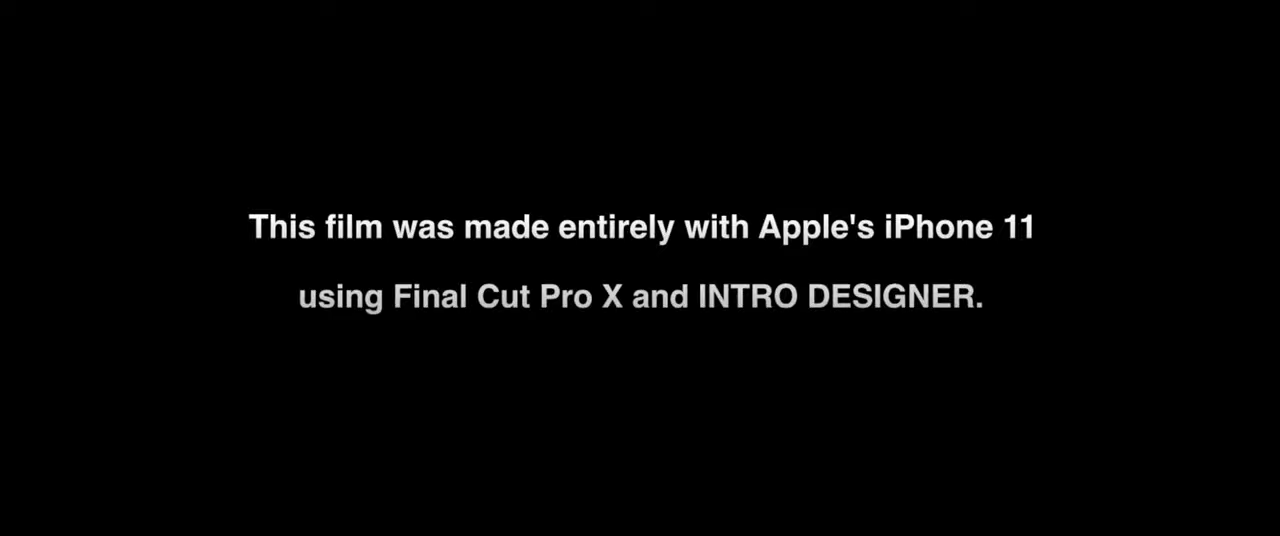 This film was made entirely with Apple's iPhone 11
using Final Cut Pro X and INTRO DESIGNER.